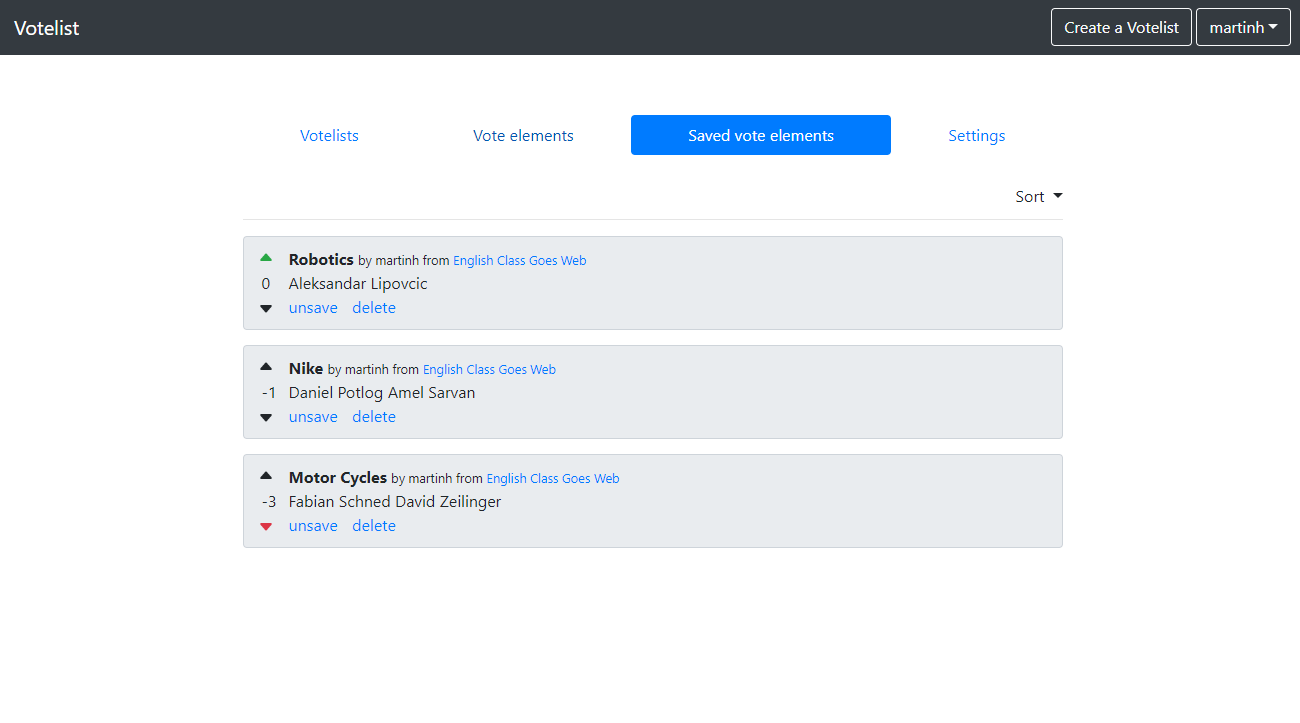 Votelist
Create a Votelist
martinh
Votelists
Vote elements
Saved vote elements
Settings
Sort
Robotics by martinh from English Class Goes Web
0
Aleksandar Lipovcic
unsave delete
Nike by martinh from English Class Goes Web
-1
Daniel Potlog Amel Sarvan
unsave delete
Motor Cycles by martinh from English Class Goes Web
-3
Fabian Schned David Zeilinger
unsave delete